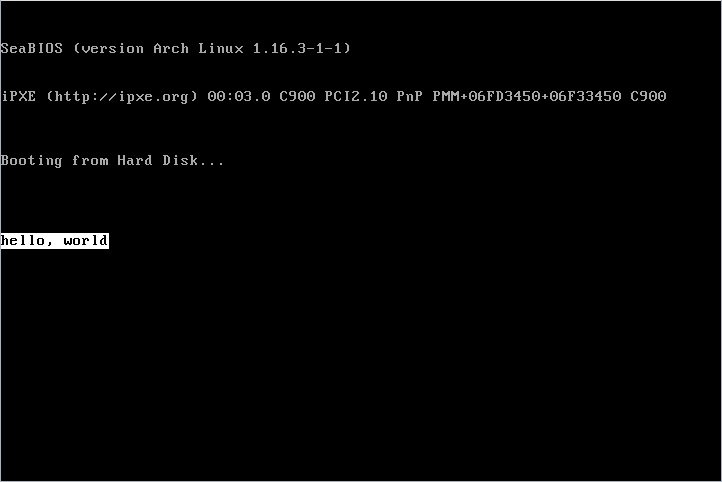 SeaBIOS (version Arch Linux 1.16.3-1-1)
iPXE (http://ipxe.org) 00:03.0 C900 PCI2.10 PnP PMM+06FD3450+06F33450 C900
Booting from Hard Disk...
hello, world